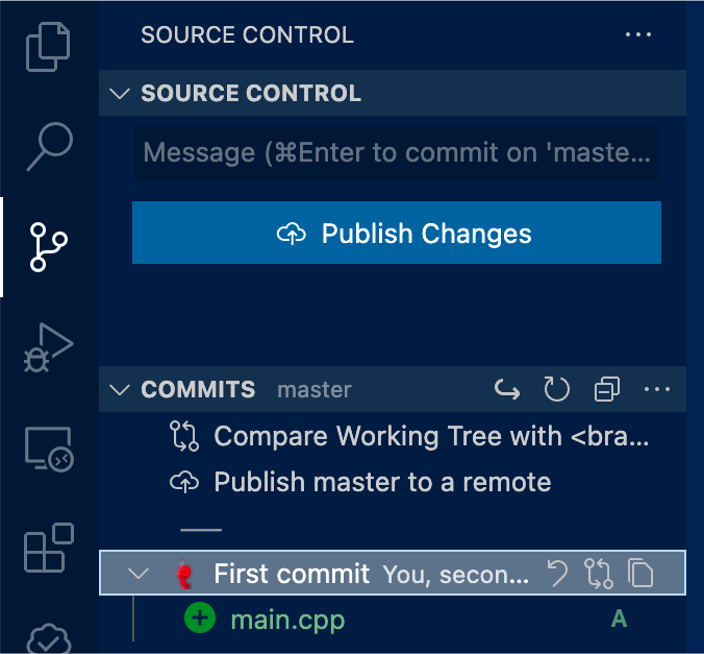 SOURCE CONTROL
SOURCE CONTROL
Message (⌘Enter to commit on 'maste...
Publish Changes
COMMITS master
Compare Working Tree with <bra...
Publish master to a remote
First commit You, secon...
main.cpp A